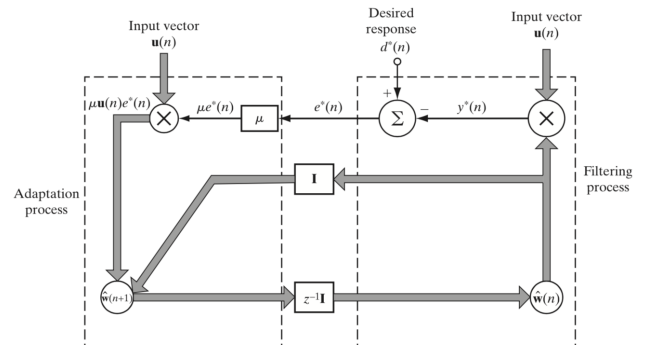 Input vector
u(n)
Desired
response
d*(n)
Input vector
u(n)
μu(n)e*(n)
×
μe*(n)
μ
e*(n)
+
Σ
−
y*(n)
×
Adaptation
process
I
Filtering
process
ŵ(n+1)
z⁻¹I
ŵ(n)